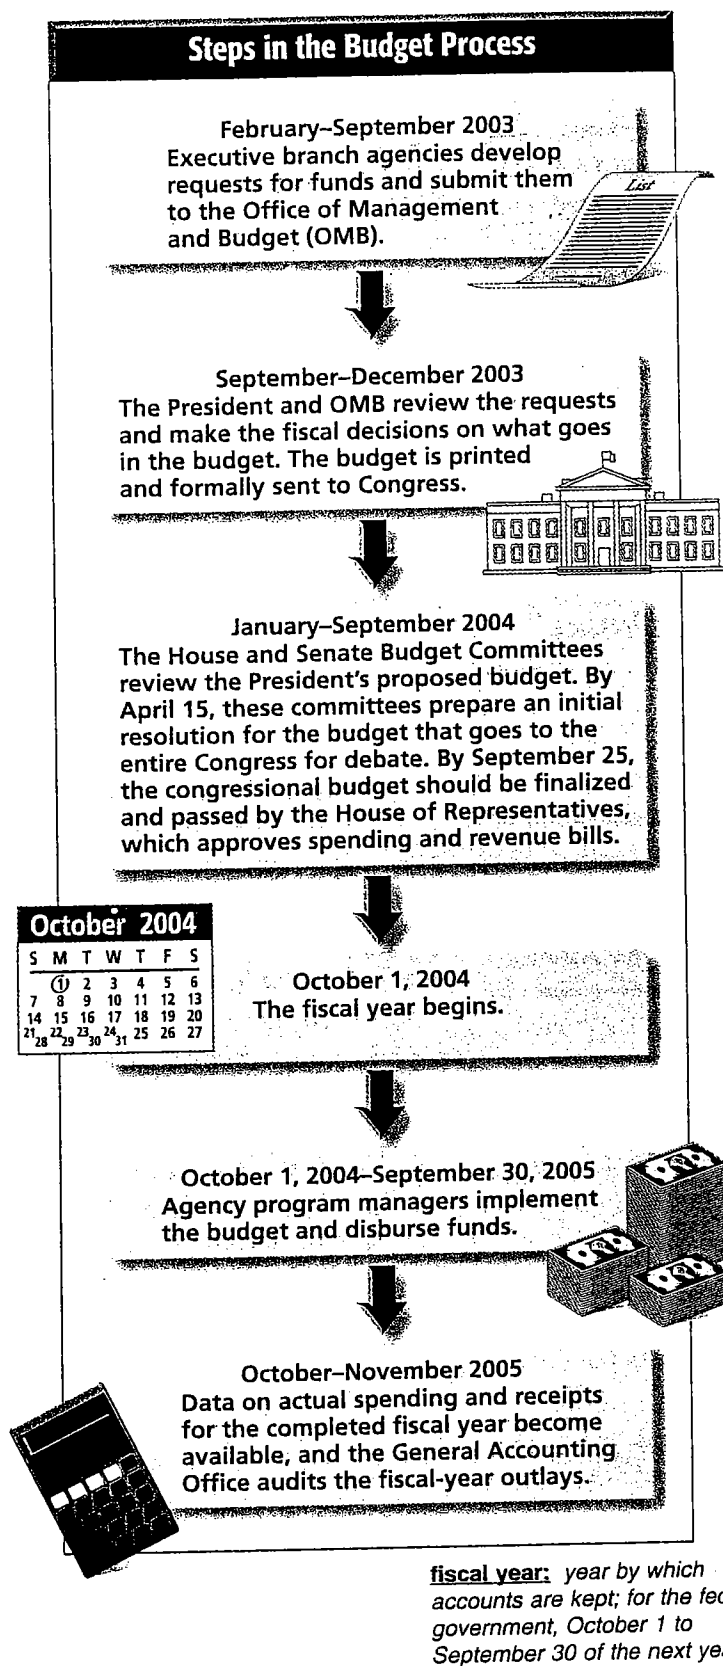 Steps in the Budget Process
February–September 2003
Executive branch agencies develop
requests for funds and submit them
to the Office of Management
and Budget (OMB).
List
September–December 2003
The President and OMB review the requests
and make the fiscal decisions on what goes
in the budget. The budget is printed
and formally sent to Congress.
January–September 2004
The House and Senate Budget Committees
review the President's proposed budget. By
April 15, these committees prepare an initial
resolution for the budget that goes to the
entire Congress for debate. By September 25,
the congressional budget should be finalized
and passed by the House of Representatives,
which approves spending and revenue bills.
October 2004
S M T W T F S
1 2 3 4 5 6
7 8 9 10 11 12 13
14 15 16 17 18 19 20
21 28 22 29 23 30 24 31 25 26 27
October 1, 2004
The fiscal year begins.
October 1, 2004–September 30, 2005
Agency program managers implement
the budget and disburse funds.
October–November 2005
Data on actual spending and receipts
for the completed fiscal year become
available, and the General Accounting
Office audits the fiscal-year outlays.
fiscal year: year by which
accounts are kept; for the
government, October 1 to
September 30 of the next